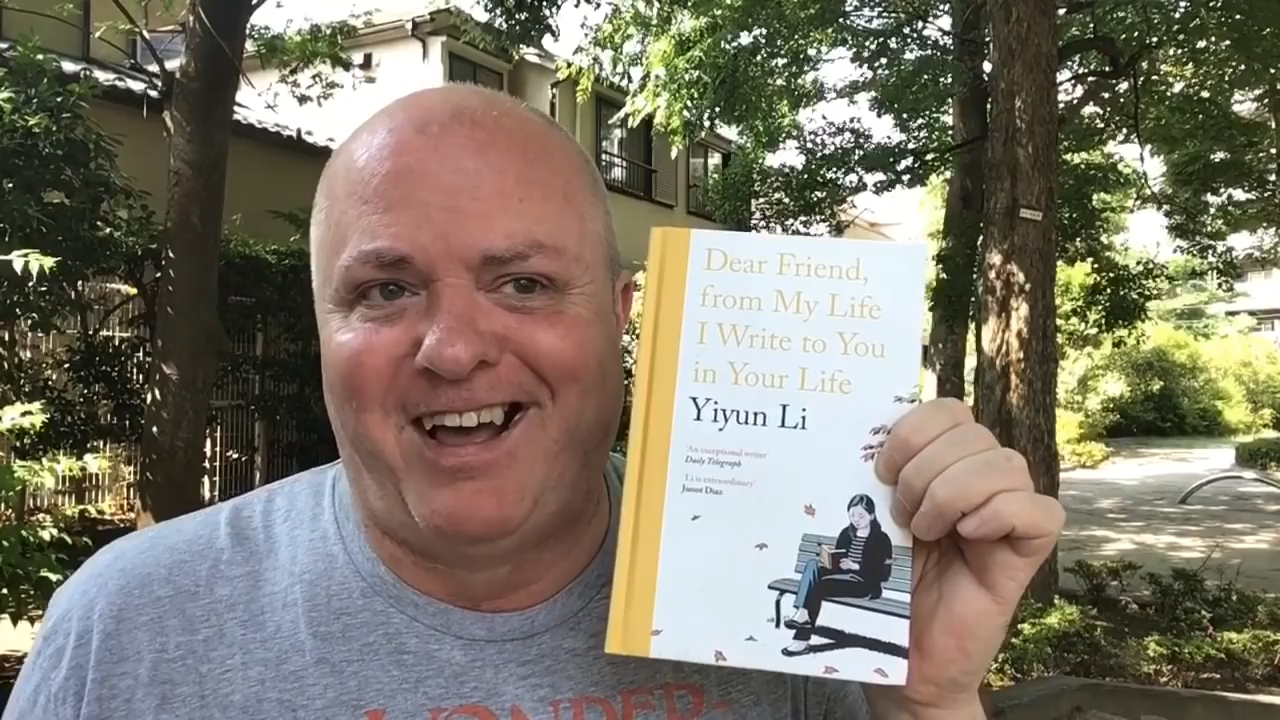 Dear Friend,
from My Life
I Write to You
in Your Life
Yiyun Li
'An exceptional writer'
Daily Telegraph
'Li is extraordinary'
Junot Díaz
WONDER-